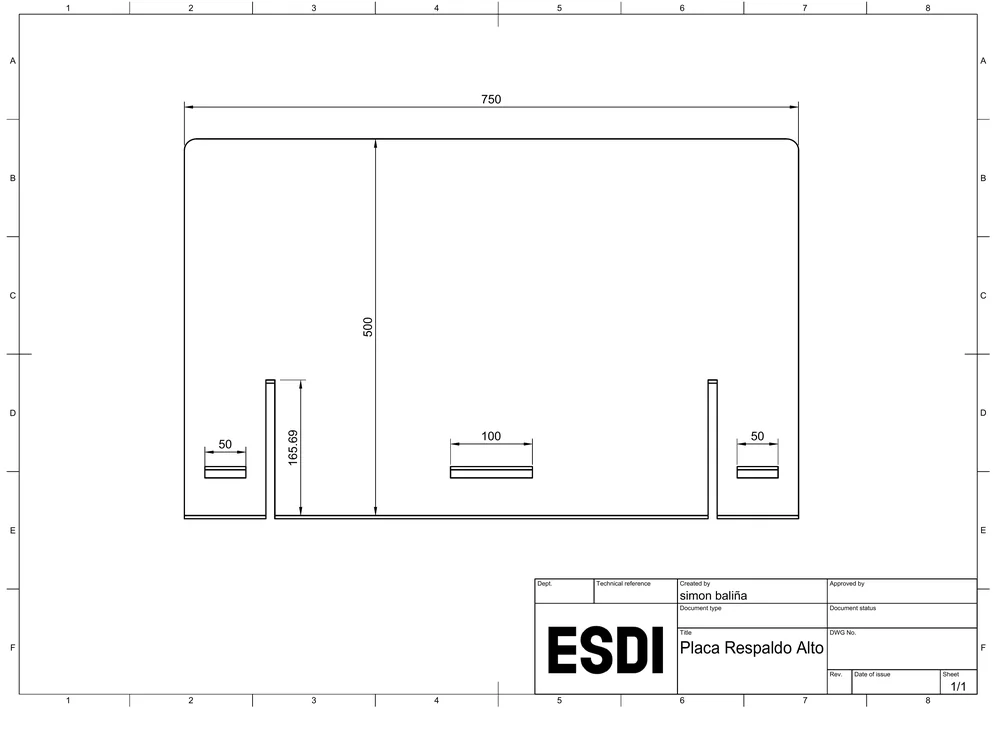 1 2 3 4 5 6 7 8
A A
750
B B
C C
500
D D
50 165.69 100 50
E E
Dept. Technical reference Created by Approved by
simon baliña
Document type Document status
ESDI
Title DWG No.
Placa Respaldo Alto
F F
Rev. Date of issue Sheet
1/1
1 2 3 4 5 6 7 8